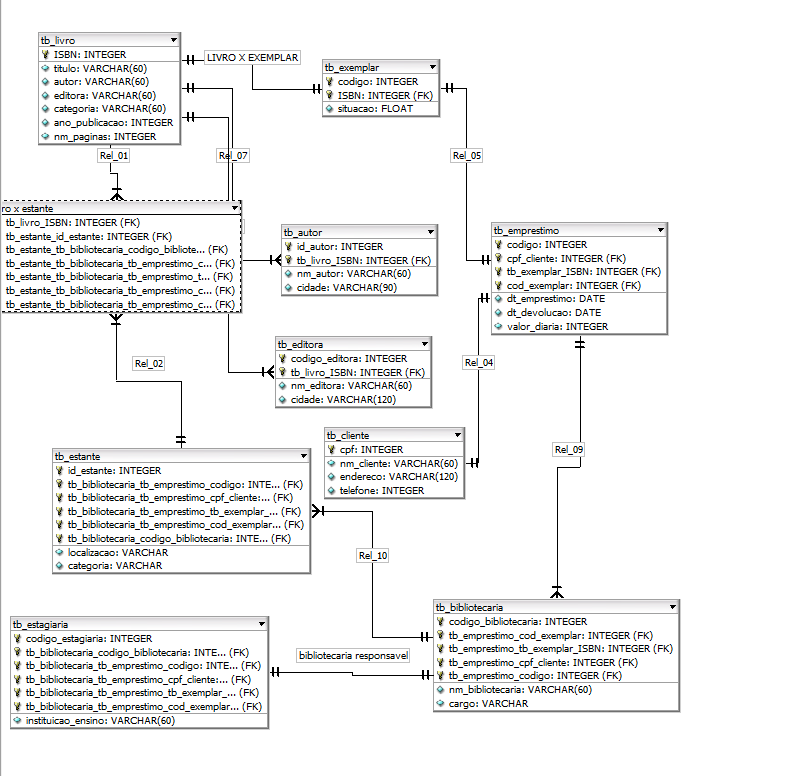 tb_livro
ISBN: INTEGER
titulo: VARCHAR(60)
autor: VARCHAR(60)
editora: VARCHAR(60)
categoria: VARCHAR(60)
ano_publicacao: INTEGER
nm_paginas: INTEGER
LIVRO X EXEMPLAR
tb_exemplar
codigo: INTEGER
ISBN: INTEGER (FK)
situacao: FLOAT
Rel_01
Rel_07
Rel_05
ro x estante
tb_livro_ISBN: INTEGER (FK)
tb_estante_id_estante: INTEGER (FK)
tb_estante_tb_bibliotecaria_codigo_bibliote... (FK)
tb_estante_tb_bibliotecaria_tb_emprestimo_c... (FK)
tb_estante_tb_bibliotecaria_tb_emprestimo_t... (FK)
tb_estante_tb_bibliotecaria_tb_emprestimo_c... (FK)
tb_estante_tb_bibliotecaria_tb_emprestimo_c... (FK)
tb_autor
id_autor: INTEGER
tb_livro_ISBN: INTEGER (FK)
nm_autor: VARCHAR(60)
cidade: VARCHAR(90)
tb_emprestimo
codigo: INTEGER
cpf_cliente: INTEGER (FK)
tb_exemplar_ISBN: INTEGER (FK)
cod_exemplar: INTEGER (FK)
dt_emprestimo: DATE
dt_devolucao: DATE
valor_diaria: INTEGER
tb_editora
codigo_editora: INTEGER
tb_livro_ISBN: INTEGER (FK)
nm_editora: VARCHAR(60)
cidade: VARCHAR(120)
Rel_02
Rel_04
tb_cliente
cpf: INTEGER
nm_cliente: VARCHAR(60)
endereco: VARCHAR(120)
telefone: INTEGER
Rel_09
tb_estante
id_estante: INTEGER
tb_bibliotecaria_tb_emprestimo_codigo: INTE... (FK)
tb_bibliotecaria_tb_emprestimo_cpf_cliente:... (FK)
tb_bibliotecaria_tb_emprestimo_tb_exemplar_... (FK)
tb_bibliotecaria_tb_emprestimo_cod_exemplar... (FK)
tb_bibliotecaria_codigo_bibliotecaria: INTE... (FK)
localizacao: VARCHAR
categoria: VARCHAR
Rel_10
tb_bibliotecaria
codigo_bibliotecaria: INTEGER
tb_emprestimo_cod_exemplar: INTEGER (FK)
tb_emprestimo_tb_exemplar_ISBN: INTEGER (FK)
tb_emprestimo_cpf_cliente: INTEGER (FK)
tb_emprestimo_codigo: INTEGER (FK)
nm_bibliotecaria: VARCHAR(60)
cargo: VARCHAR
tb_estagiaria
codigo_estagiaria: INTEGER
tb_bibliotecaria_codigo_bibliotecaria: INTE... (FK)
tb_bibliotecaria_tb_emprestimo_codigo: INTE... (FK)
tb_bibliotecaria_tb_emprestimo_cpf_cliente:... (FK)
tb_bibliotecaria_tb_emprestimo_tb_exemplar_... (FK)
tb_bibliotecaria_tb_emprestimo_cod_exemplar... (FK)
instituicao_ensino: VARCHAR(60)
bibliotecaria responsavel